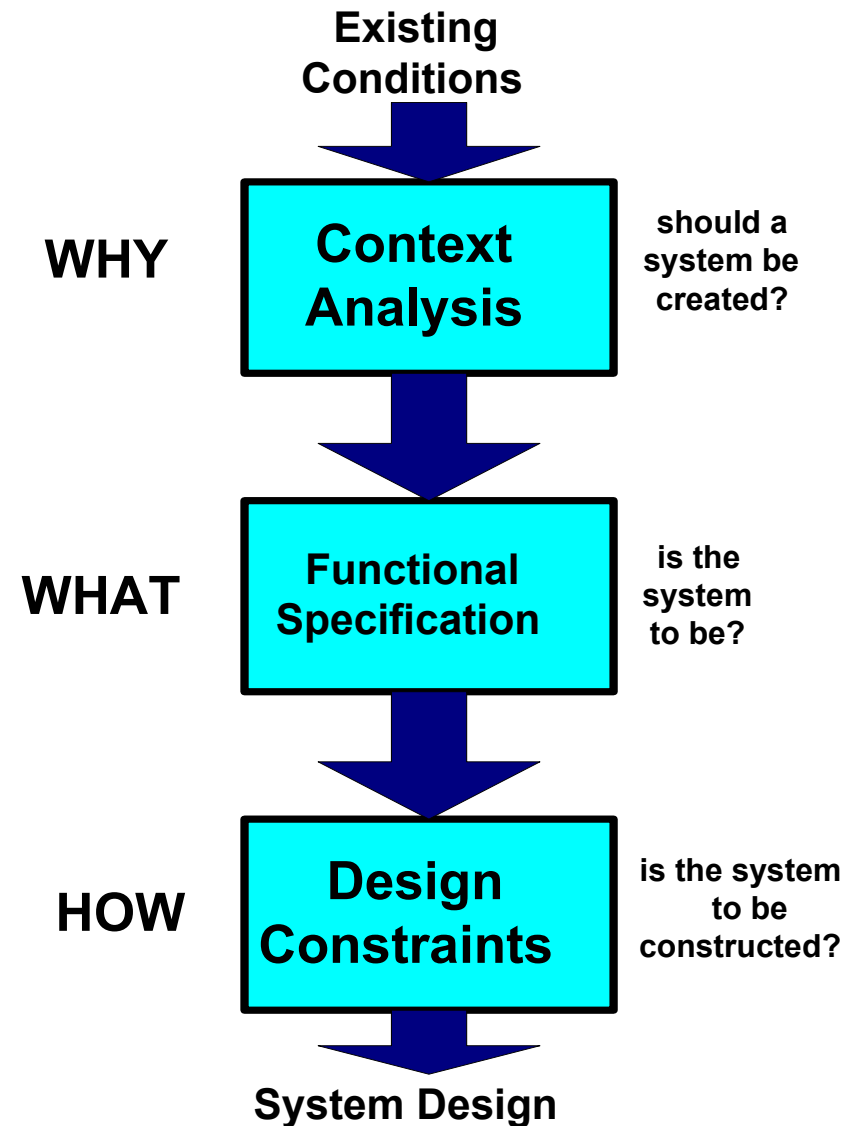 Existing
Conditions
WHY
Context
Analysis
should a
system be
created?
WHAT
Functional
Specification
is the
system
to be?
HOW
Design
Constraints
is the system
to be
constructed?
System Design